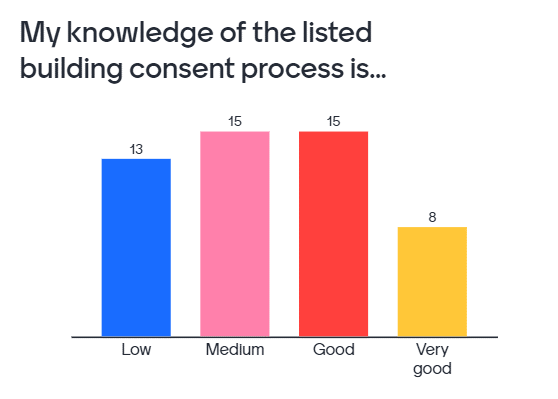 My knowledge of the listed
building consent process is...
13
15
15
8
Low
Medium
Good
Very
good